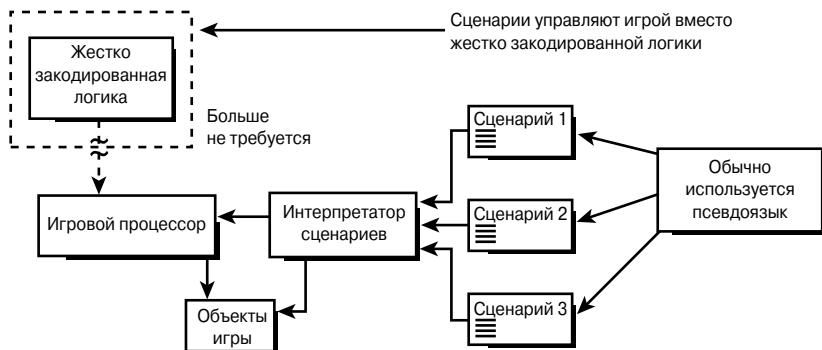 Сценарии управляют игрой вместо
жестко закодированной логики
Жестко
закодированная
логика
Больше
не требуется
Сценарий 1
Обычно
используется
псевдоязык
Игровой процессор
Интерпретатор
сценариев
Сценарий 2
Объекты
игры
Сценарий 3